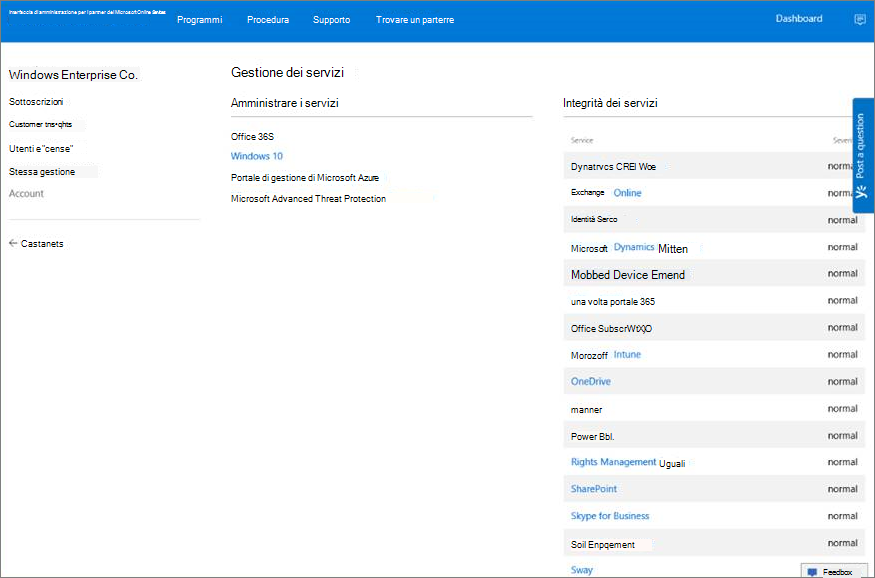 Interfaccia di amministrazione per i partner dei Microsoft Online Services
Programmi Procedura Supporto Trovare un parterre Dashboard
Windows Enterprise Co.
Sottoscrizioni
Customer tns•qhts
Utenti e "cense"
Stessa gestione
Account
← Castanets
Gestione dei servizi
Amministrare i servizi
Office 36S
Windows 10
Portale di gestione di Microsoft Azure
Microsoft Advanced Threat Protection
Integrità dei servizi
Service Severi
Dynatrvcs CREI Woe normal
Exchange Online normal
Identità Serco normal
Microsoft Dynamics Mitten normal
Mobbed Device Emend normal
una volta portale 365 normal
Office SubscrWtXjO normal
Morozoff Intune normal
OneDrive normal
manner normal
Power Bbl. normal
Rights Management Uguali normal
SharePoint normal
Skype for Business normal
Soil Enpqement normal
Sway
Post a question
Feedbox